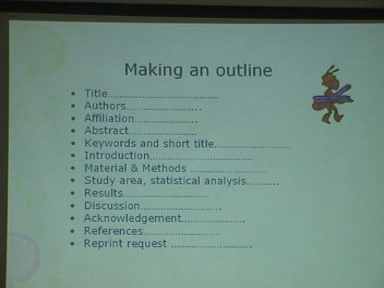 Making an outline
• Title......................................
• Authors..........................
• Affiliation......................
• Abstract........................
• Keywords and short title..........................
• Introduction...................................
• Material & Methods ..........................
• Study area, statistical analysis...........
• Results..............................
• Discussion............................
• Acknowledgement......................
• References...........................
• Reprint request ............................